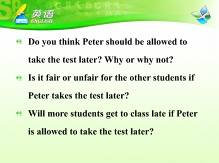 英语
ENGLISH
Do you think Peter should be allowed to
take the test later? Why or why not?
Is it fair or unfair for the other students if
Peter takes the test later?
Will more students get to class late if Peter
is allowed to take the test later?